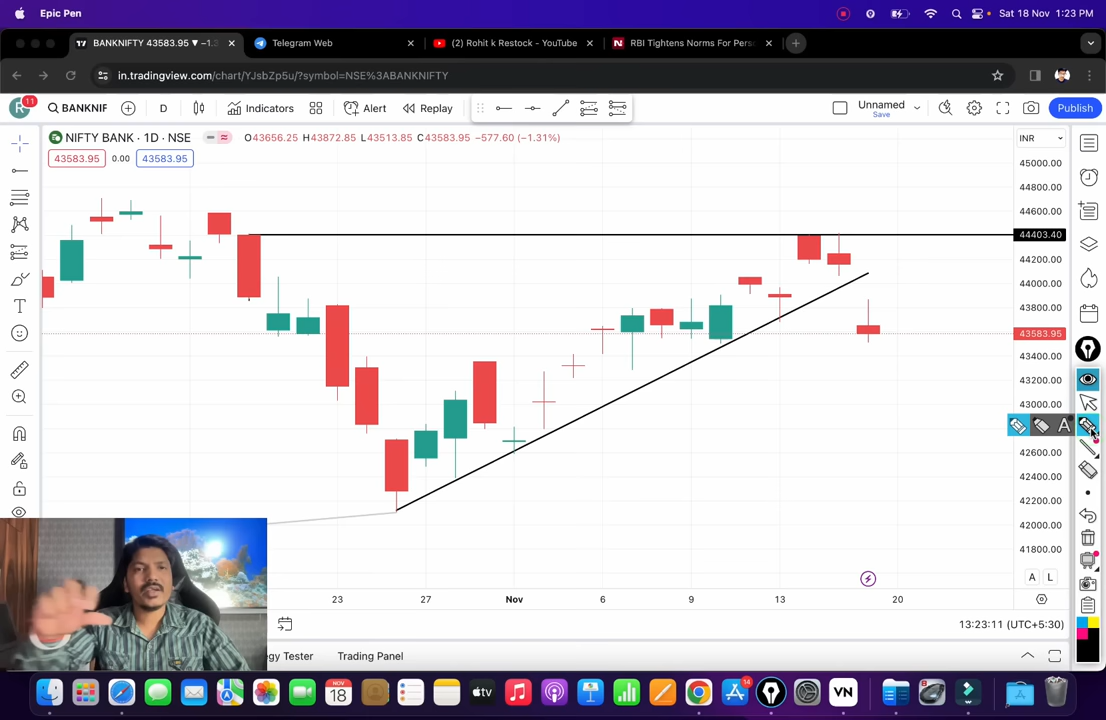 Epic Pen
Sat 18 Nov 1:23 PM
BANKNIFTY 43583.95 ▼ −1.3
Telegram Web
(2) Rohit k Restock - YouTube
RBI Tightens Norms For Pers
in.tradingview.com/chart/YJsbZp5u/?symbol=NSE%3ABANKNIFTY
R
11
BANKNIF
D
Indicators
Alert
Replay
Unnamed
Save
Publish
NIFTY BANK · 1D · NSE
O43656.25 H43872.85 L43513.85 C43583.95 −577.60 (−1.31%)
INR
43583.95
0.00
43583.95
45000.00
44800.00
44600.00
44403.40
44200.00
44000.00
43800.00
43583.95
43400.00
43200.00
43000.00
A
42600.00
42400.00
42200.00
42000.00
41800.00
A
L
23
27
Nov
6
9
13
20
13:23:11 (UTC+5:30)
gy Tester
Trading Panel
NOV
18
tv
14
VN